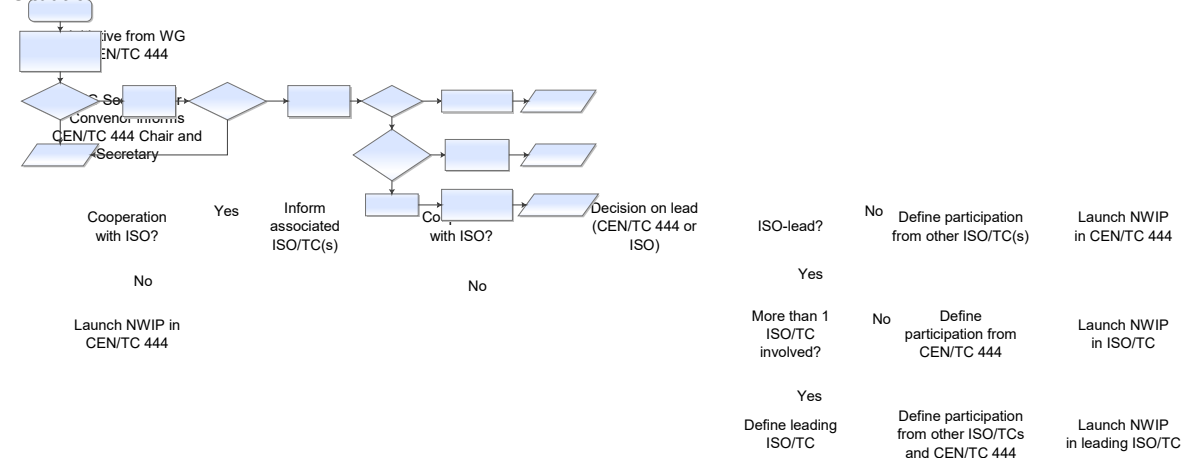 tive from WG
EN/TC 444
Convenor informs
CEN/TC 444 Chair and
Secretary
Cooperation
with ISO?
Yes
Inform
associated
ISO/TC(s)
with ISO?
Decision on lead
(CEN/TC 444 or
ISO)
ISO-lead?
No
Define participation
from other ISO/TC(s)
Launch NWIP
in CEN/TC 444
No
No
Yes
Launch NWIP in
CEN/TC 444
More than 1
ISO/TC
involved?
No
Define
participation from
CEN/TC 444
Launch NWIP
in ISO/TC
Yes
Define leading
ISO/TC
Define participation
from other ISO/TCs
and CEN/TC 444
Launch NWIP
in leading ISO/TC